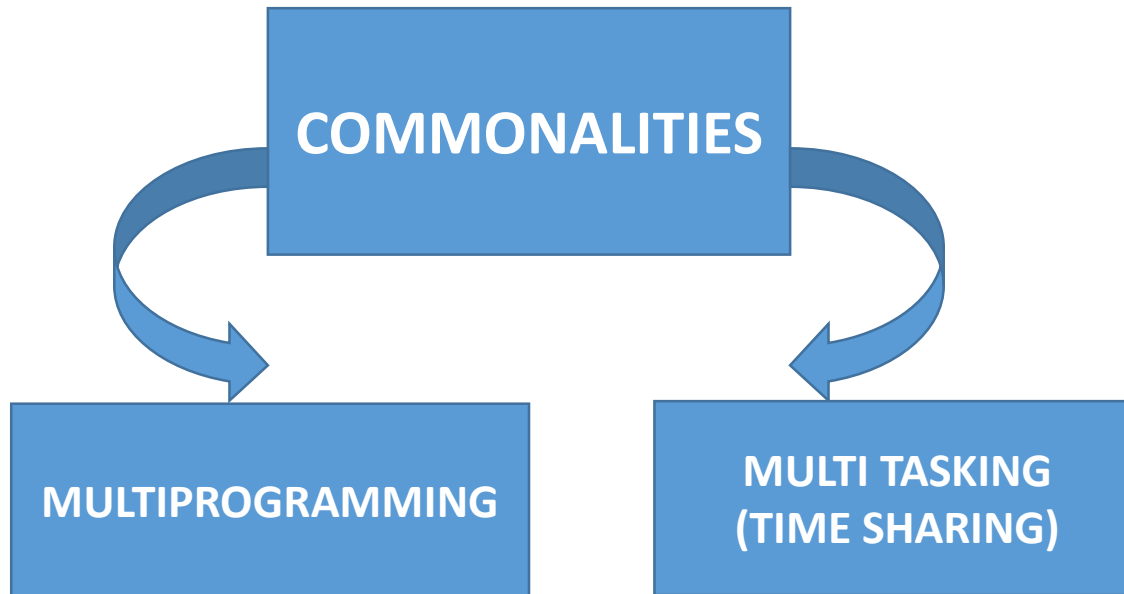 COMMONALITIES
MULTIPROGRAMMING
MULTI TASKING
(TIME SHARING)